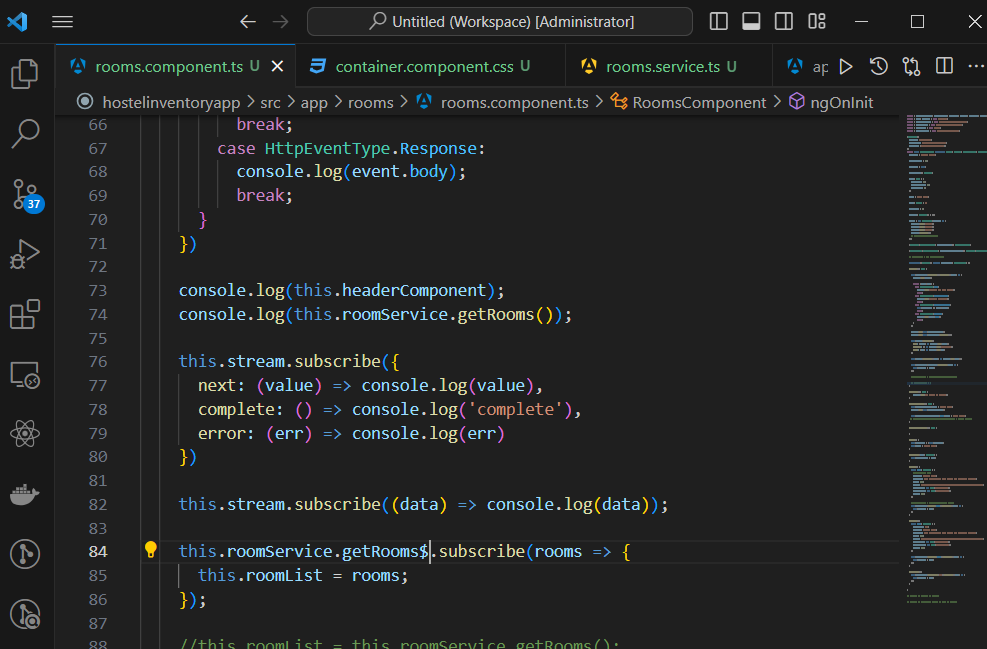 Untitled (Workspace) [Administrator]
rooms.component.ts U
container.component.css U
rooms.service.ts U
ap
hostelinventoryapp > src > app > rooms > rooms.component.ts > RoomsComponent > ngOnInit
66 break;
67 case HttpEventType.Response:
68 console.log(event.body);
69 break;
70 }
71 })
72
73 console.log(this.headerComponent);
74 console.log(this.roomService.getRooms());
75
76 this.stream.subscribe({
77 next: (value) => console.log(value),
78 complete: () => console.log('complete'),
79 error: (err) => console.log(err)
80 })
81
82 this.stream.subscribe((data) => console.log(data));
83
84 this.roomService.getRooms$.subscribe(rooms => {
85 this.roomList = rooms;
86 });
87
88 //this.roomList = this.roomService.getRooms();
37